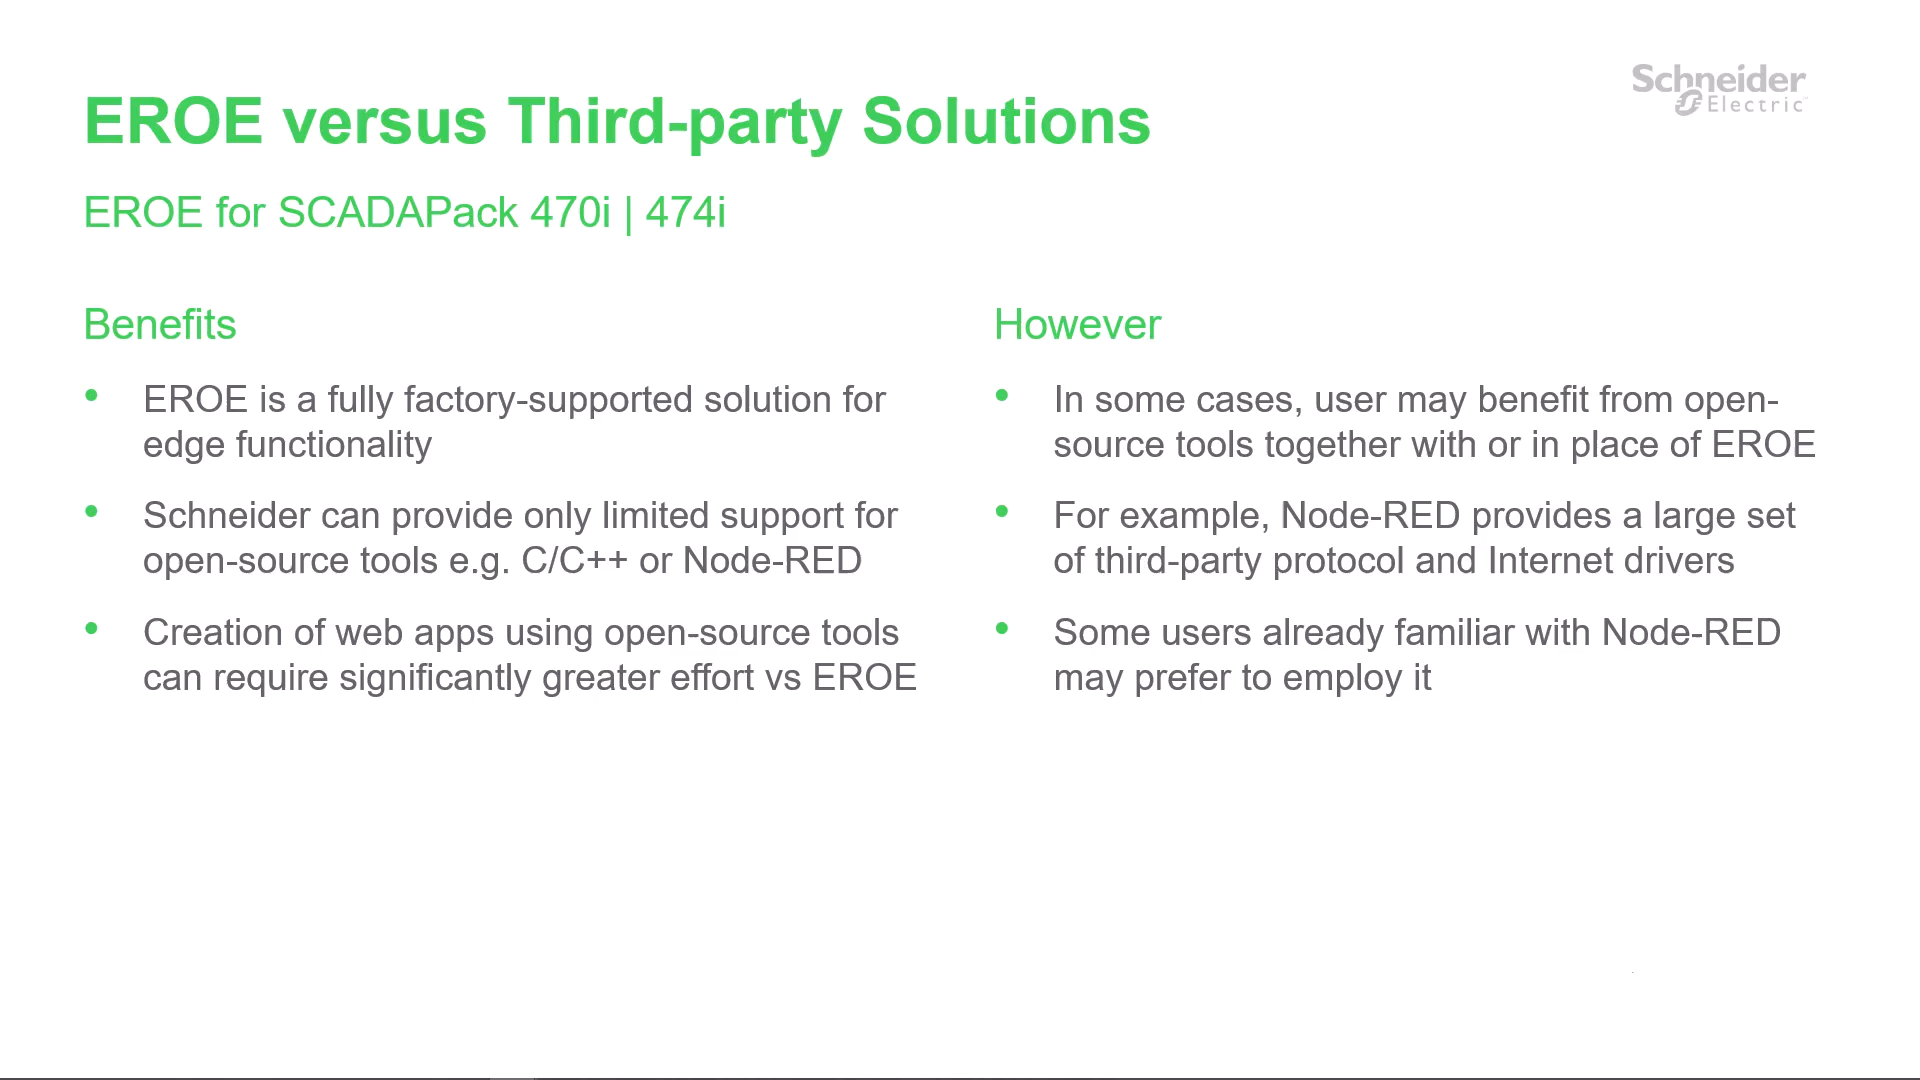 Schneider
Electric
EROE versus Third-party Solutions
EROE for SCADAPack 470i | 474i
Benefits
• EROE is a fully factory-supported solution for
edge functionality
• Schneider can provide only limited support for
open-source tools e.g. C/C++ or Node-RED
• Creation of web apps using open-source tools
can require significantly greater effort vs EROE
However
• In some cases, user may benefit from open-
source tools together with or in place of EROE
• For example, Node-RED provides a large set
of third-party protocol and Internet drivers
• Some users already familiar with Node-RED
may prefer to employ it